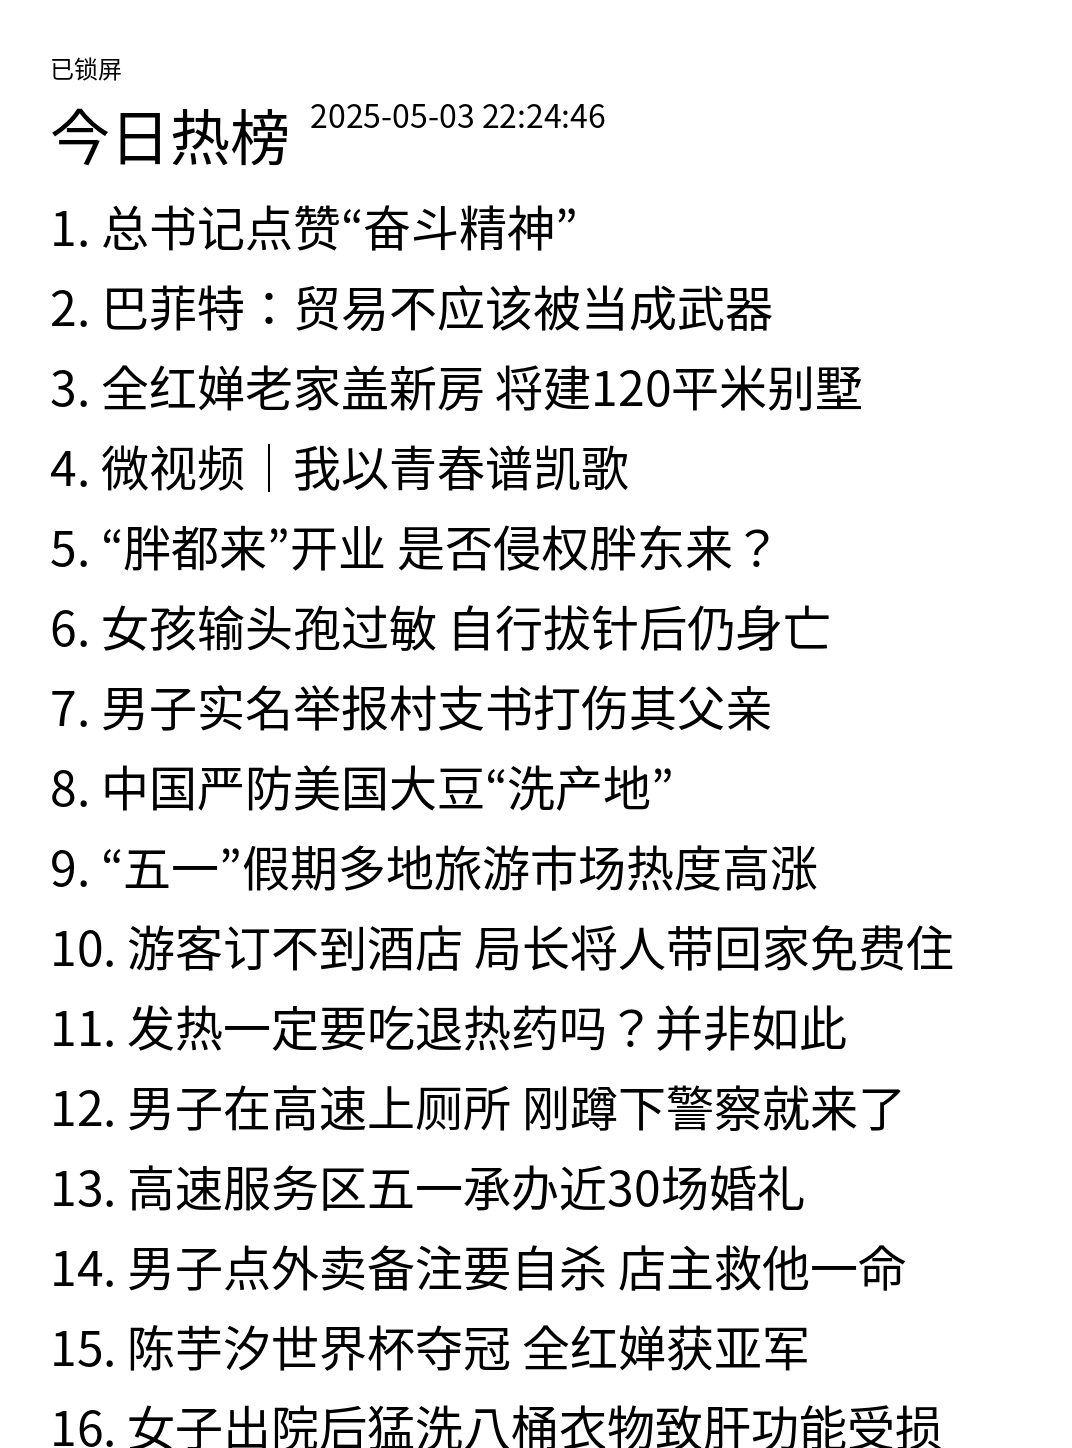 已锁屏
今日热榜 2025-05-03 22:24:46
1. 总书记点赞“奋斗精神”
2. 巴菲特：贸易不应该被当成武器
3. 全红婵老家盖新房 将建120平米别墅
4. 微视频｜我以青春谱凯歌
5. “胖都来”开业 是否侵权胖东来？
6. 女孩输头孢过敏 自行拔针后仍身亡
7. 男子实名举报村支书打伤其父亲
8. 中国严防美国大豆“洗产地”
9. “五一”假期多地旅游市场热度高涨
10. 游客订不到酒店 局长将人带回家免费住
11. 发热一定要吃退热药吗？并非如此
12. 男子在高速上厕所 刚蹲下警察就来了
13. 高速服务区五一承办近30场婚礼
14. 男子点外卖备注要自杀 店主救他一命
15. 陈芋汐世界杯夺冠 全红婵获亚军
16. 女子出院后猛洗八桶衣物致肝功能受损